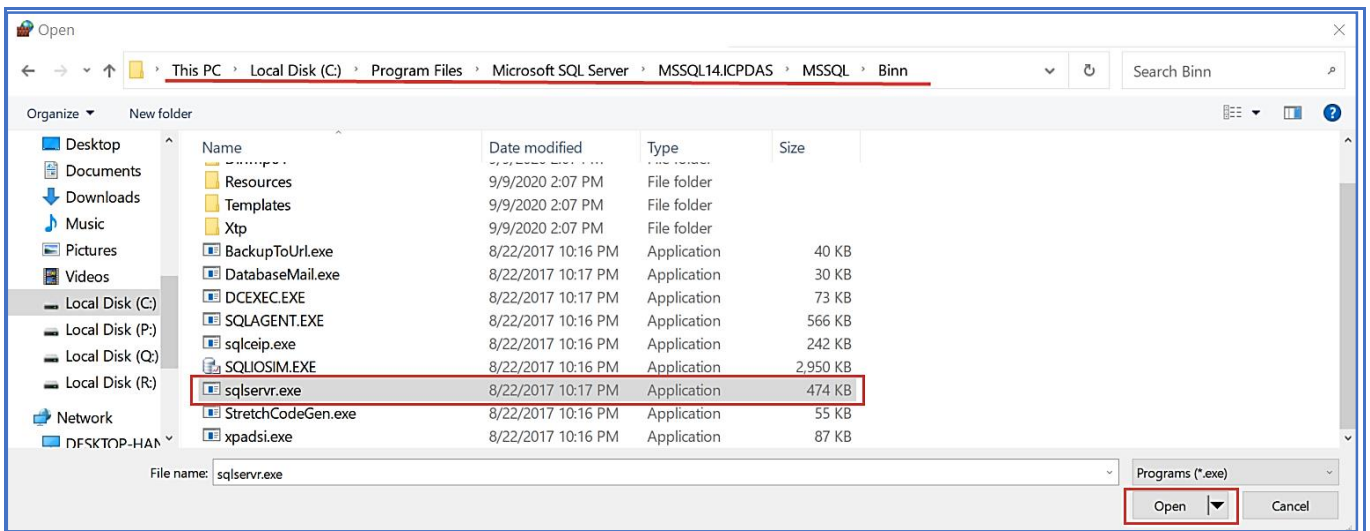 Open
This PC > Local Disk (C:) > Program Files > Microsoft SQL Server > MSSQL14.ICPDAS > MSSQL > Binn
Search Binn
Organize New folder
Name Date modified Type Size
Desktop
Documents
Downloads
Music
Pictures
Videos
Local Disk (C:)
Local Disk (P:)
Local Disk (Q:)
Local Disk (R:)
Network
DESKTOP-HAN
Resources 9/9/2020 2:07 PM File folder
Templates 9/9/2020 2:07 PM File folder
Xtp 9/9/2020 2:07 PM File folder
BackupToUrl.exe 8/22/2017 10:16 PM Application 40 KB
DatabaseMail.exe 8/22/2017 10:17 PM Application 30 KB
DCEXEC.EXE 8/22/2017 10:17 PM Application 73 KB
SQLAGENT.EXE 8/22/2017 10:16 PM Application 566 KB
sqlceip.exe 8/22/2017 10:16 PM Application 242 KB
SQLIOSIM.EXE 8/22/2017 10:16 PM Application 2,950 KB
sqlservr.exe 8/22/2017 10:17 PM Application 474 KB
StretchCodeGen.exe 8/22/2017 10:16 PM Application 55 KB
xpadsi.exe 8/22/2017 10:16 PM Application 87 KB
File name: sqlservr.exe Programs (*.exe)
Open Cancel